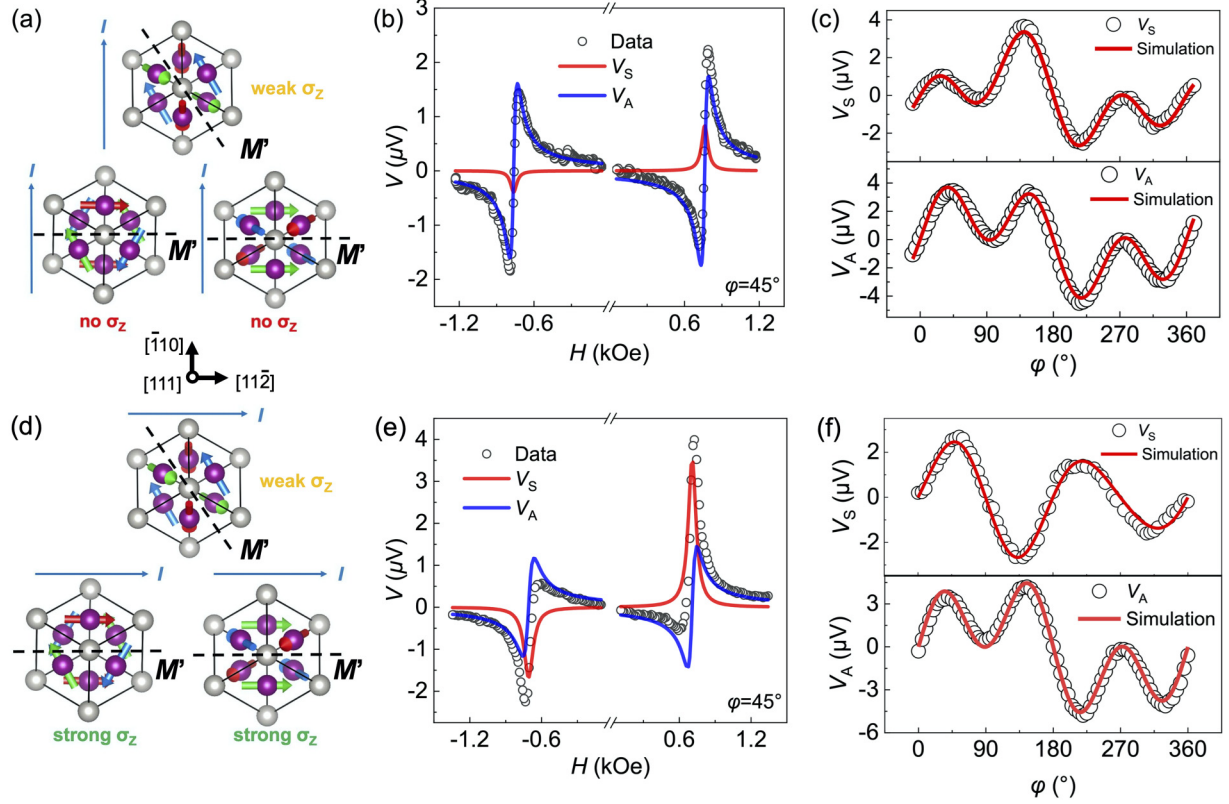 (a)
I
weak σZ
M'
I
I
M'
M'
no σZ
no σZ
[1̄10]
[111]
[112̄]
(b)
3
2
1
0
-1
-2
V (μV)
Data
VS
VA
φ=45°
-1.2
-0.6
0.6
1.2
H (kOe)
(c)
4
2
0
-2
VS (μV)
VS
Simulation
4
2
0
-2
-4
VA (μV)
VA
Simulation
0
90
180
270
360
φ (°)
(d)
I
weak σZ
M'
I
I
M'
M'
strong σZ
strong σZ
(e)
4
3
2
1
0
-1
-2
V (μV)
Data
VS
VA
φ=45°
-1.2
-0.6
0.6
1.2
H (kOe)
(f)
2
0
-2
VS (μV)
VS
Simulation
3
0
-3
-6
VA (μV)
VA
Simulation
0
90
180
270
360
φ (°)